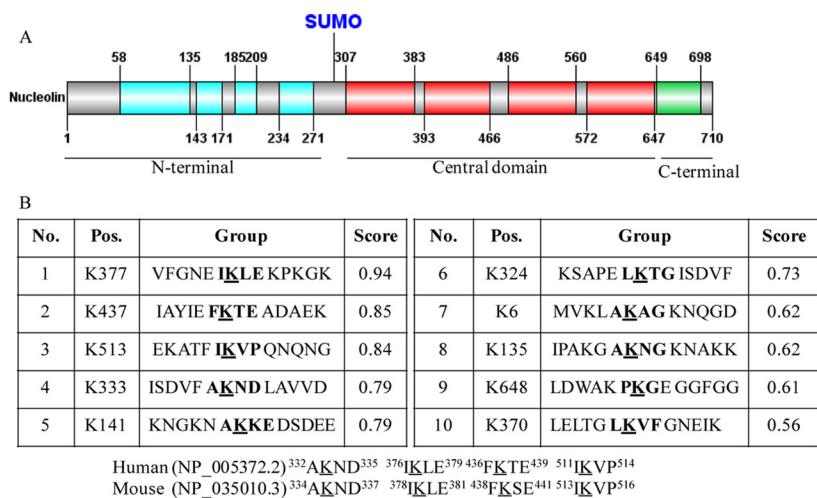 SUMO
A
58 135 185 209 307 383 486 560 649 698
Nucleolin
1 143 171 234 271 393 466 572 647 710
N-terminal Central domain C-terminal
B
No. Pos. Group Score No. Pos. Group Score
1 K377 VFGNE IKLE KPKGK 0.94 6 K324 KSAPE LKTG ISDVF 0.73
2 K437 IAYIE FKTE ADAEK 0.85 7 K6 MVKL AKAG KNQGD 0.62
3 K513 EKATF IKVP QNQNG 0.84 8 K135 IPAKG AKNG KNAKK 0.62
4 K333 ISDVF AKND LAVVD 0.79 9 K648 LDWAK PKGE GGFGG 0.61
5 K141 KNGKN AKKE DSDEE 0.79 10 K370 LELTG LKVF GNEIK 0.56
Human (NP_005372.2) ³³²AKND³³⁵ ³⁷⁶IKLE³⁷⁹ ⁴³⁶FKTE⁴³⁹ ⁵¹¹IKVP⁵¹⁴
Mouse (NP_035010.3) ³³⁴AKND³³⁷ ³⁷⁸IKLE³⁸¹ ⁴³⁸FKSE⁴⁴¹ ⁵¹³IKVP⁵¹⁶